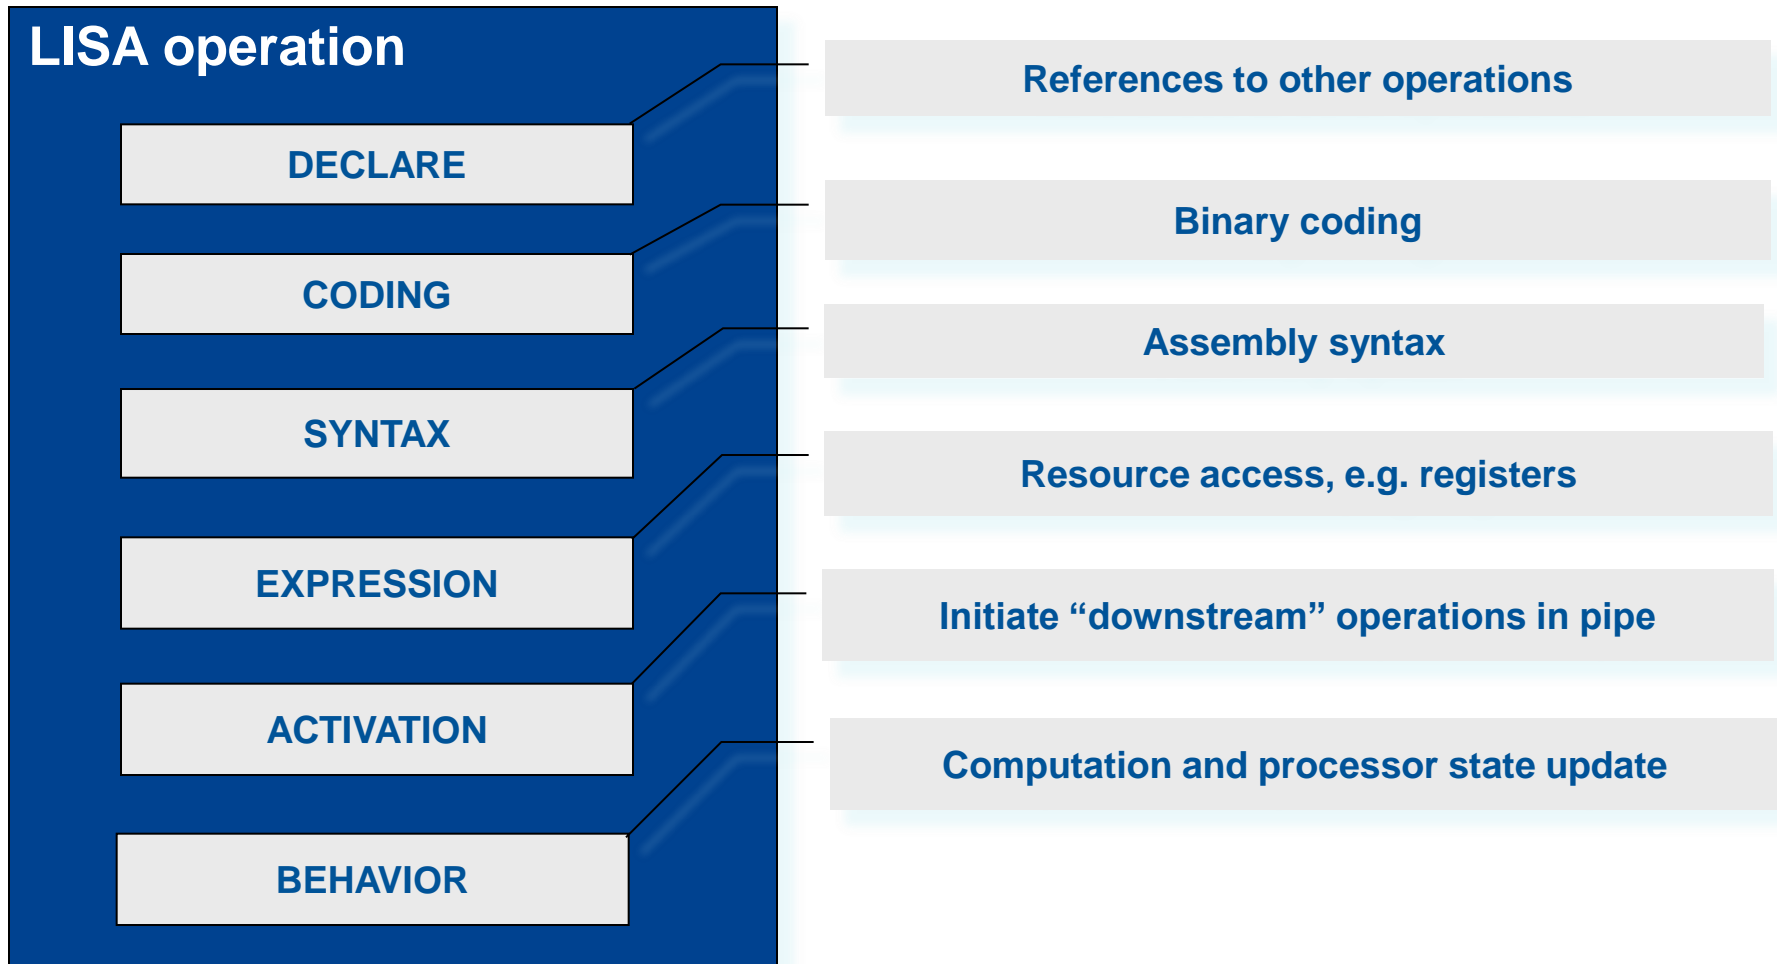 LISA operation
References to other operations
DECLARE
Binary coding
CODING
Assembly syntax
SYNTAX
Resource access, e.g. registers
EXPRESSION
Initiate “downstream” operations in pipe
ACTIVATION
Computation and processor state update
BEHAVIOR